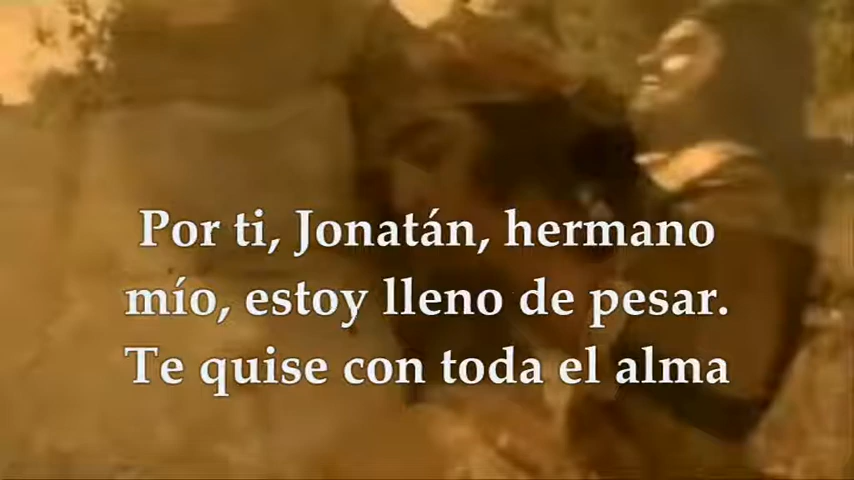 Por ti, Jonatán, hermano
mío, estoy lleno de pesar.
Te quise con toda el alma